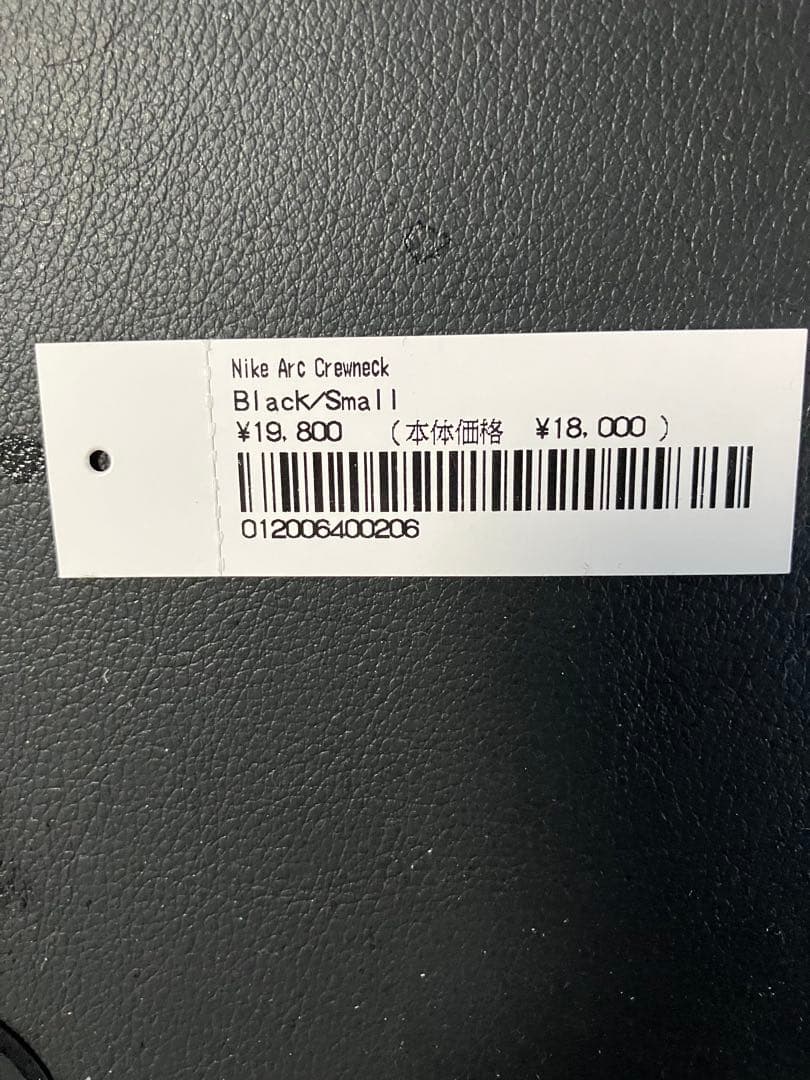 Nike Arc Crewneck
Black/Small
¥19,800 (本体価格 ¥18,000)
012006400206